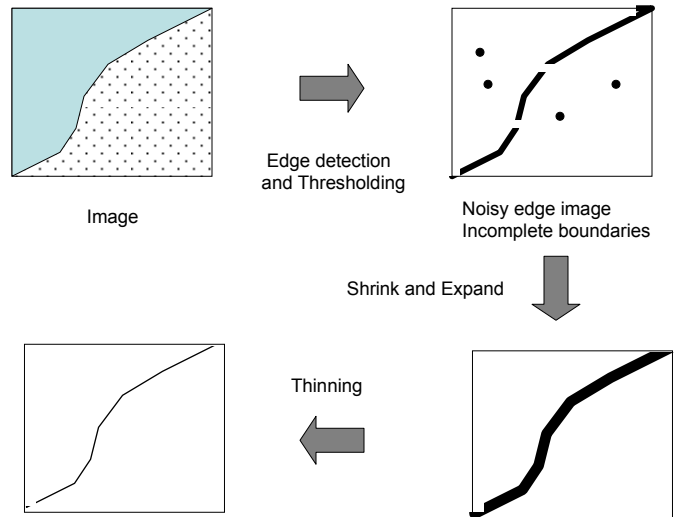 Edge detection
and Thresholding
Image
Noisy edge image
Incomplete boundaries
Shrink and Expand
Thinning